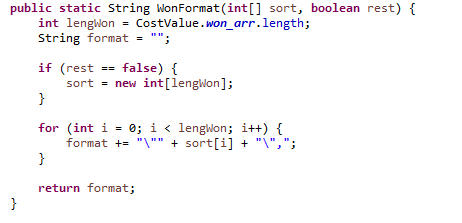 public static String WonFormat(int[] sort, boolean rest) {
    int lengWon = CostValue.won_arr.length;
    String format = "";

    if (rest == false) {
        sort = new int[lengWon];
    }

    for (int i = 0; i < lengWon; i++) {
        format += "\"" + sort[i] + "\",";
    }

    return format;
}